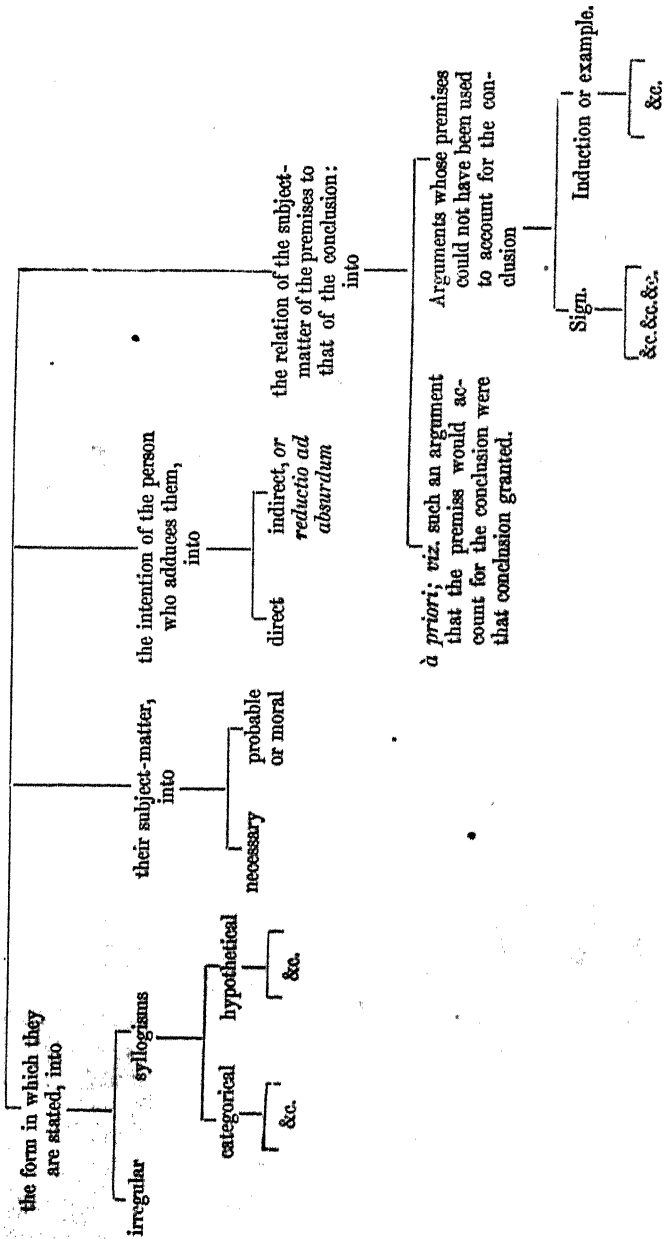 the form in which they
are stated, into
irregular
syllogisms
categorical
&c.
hypothetical
&c.
their subject-matter,
into
necessary
probable
or moral
the intention of the person
who adduces them,
into
direct
indirect, or
reductio ad
absurdum
the relation of the subject-
matter of the premises to
that of the conclusion:
into
à priori; viz. such an argument
that the premiss would ac-
count for the conclusion were
that conclusion granted.
Arguments whose premises
could not have been used
to account for the con-
clusion
Sign.
&c.&c.&c.
Induction or example.
&c.